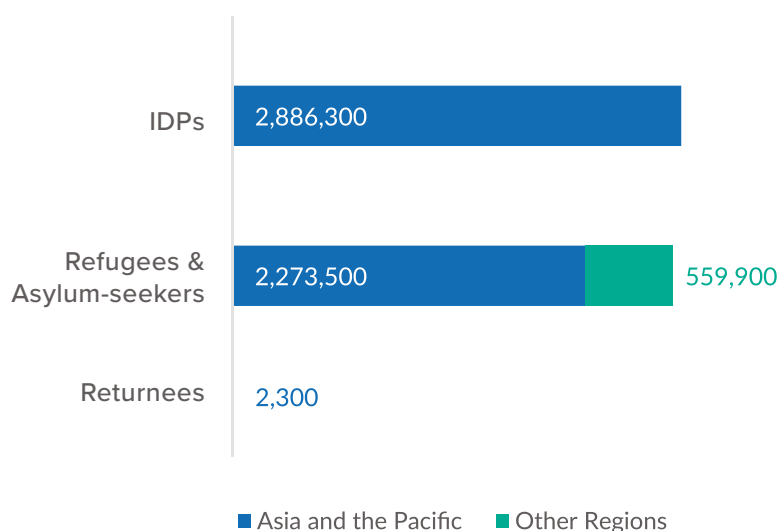 IDPs
2,886,300
Refugees &
Asylum-seekers
2,273,500
559,900
Returnees
2,300
Asia and the Pacific
Other Regions